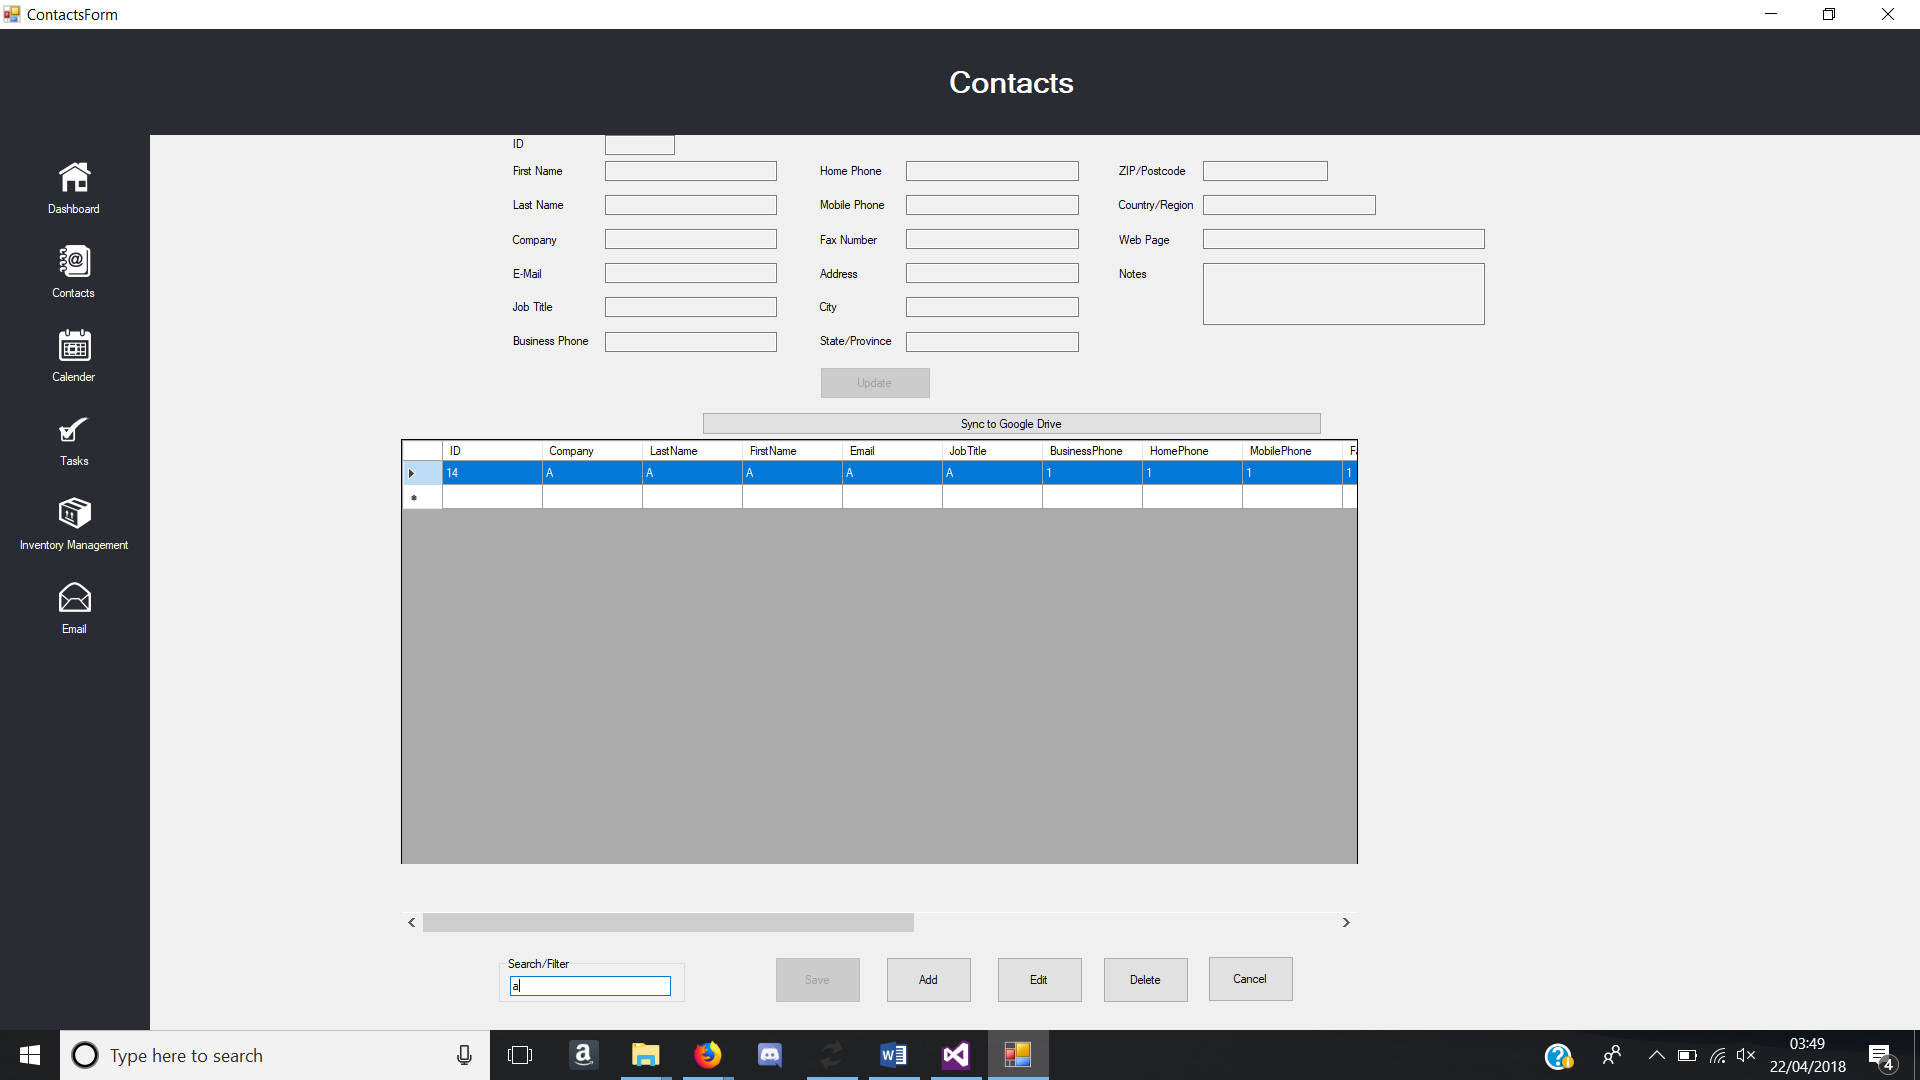 ContactsForm
Contacts
Dashboard
Contacts
Calender
Tasks
Inventory Management
Email
ID
First Name
Last Name
Company
E-Mail
Job Title
Business Phone
Home Phone
Mobile Phone
Fax Number
Address
City
State/Province
ZIP/Postcode
Country/Region
Web Page
Notes
Update
Sync to Google Drive
ID Company LastName FirstName Email JobTitle BusinessPhone HomePhone MobilePhone
14 A A A A A 1 1 1 1
Search/Filter
a
Save Add Edit Delete Cancel
Type here to search
03:49
22/04/2018
4